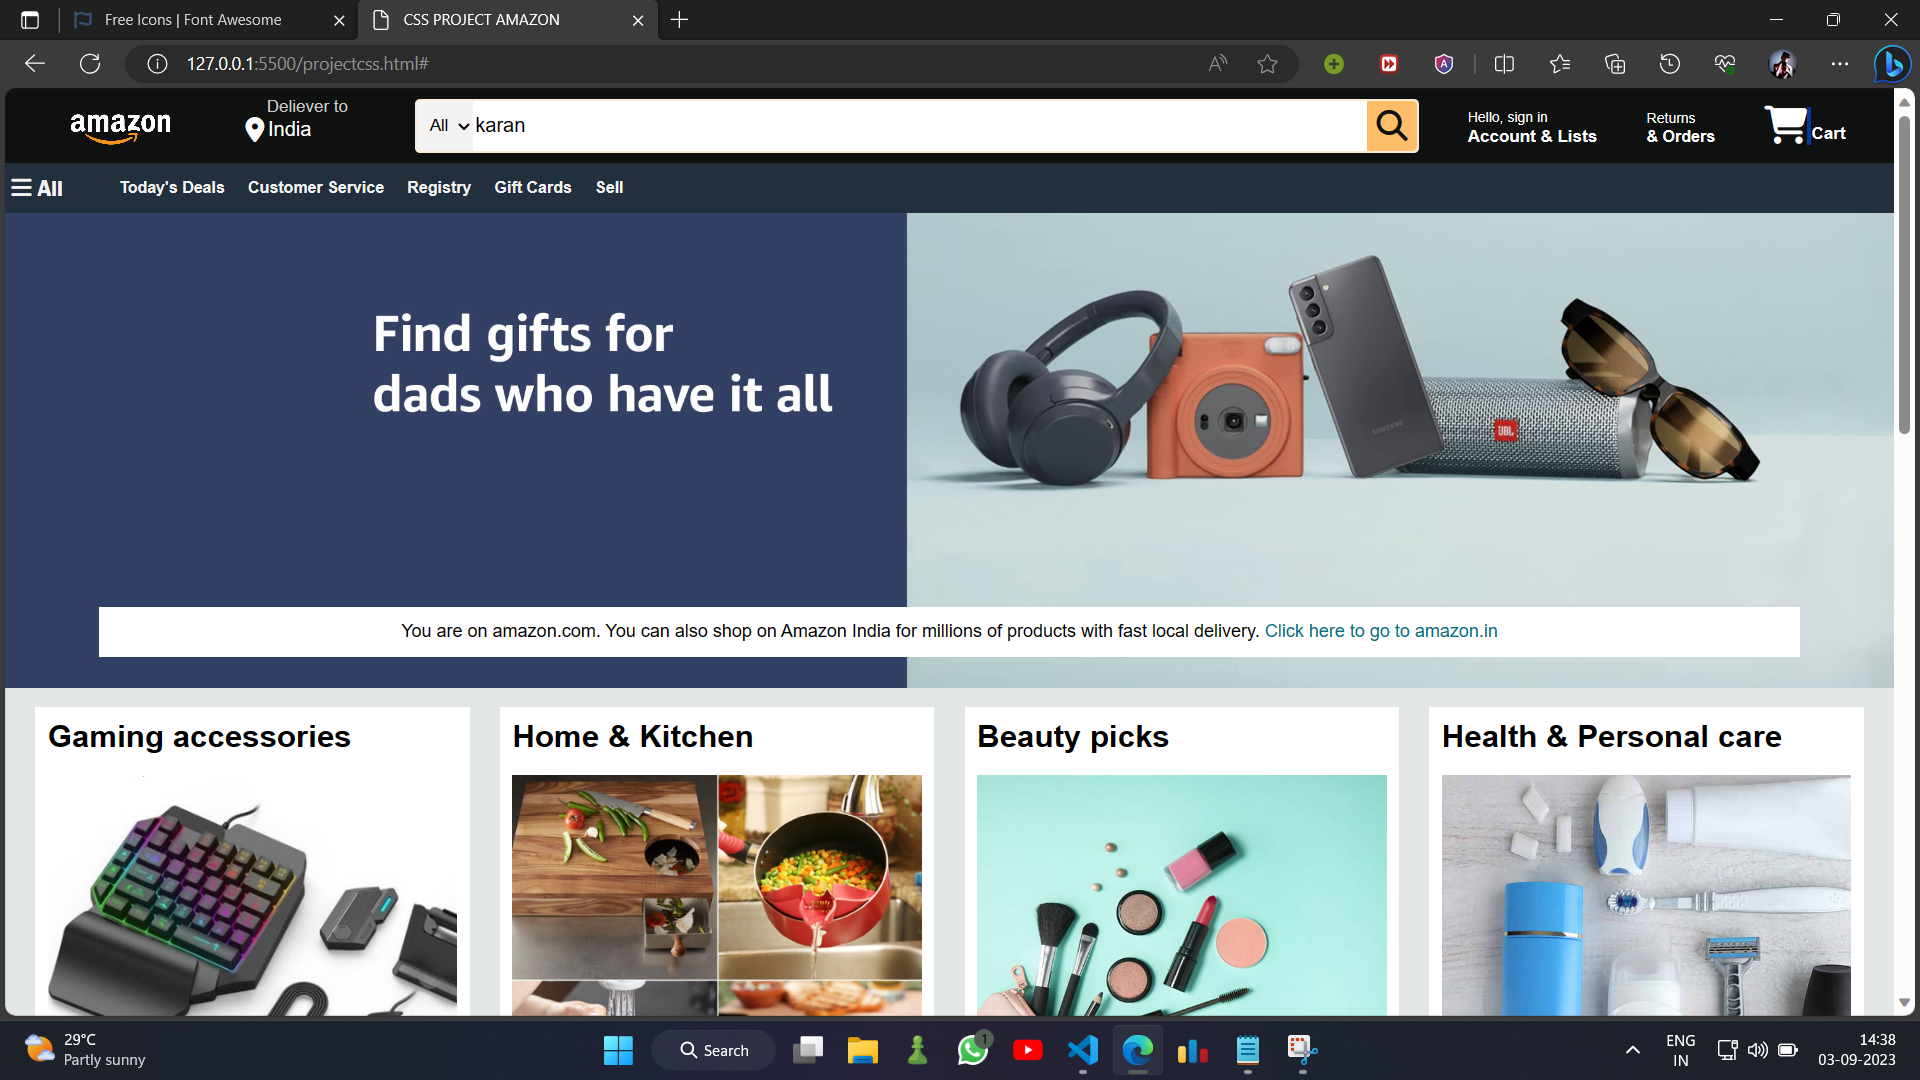 Free Icons | Font Awesome
CSS PROJECT AMAZON
127.0.0.1:5500/projectcss.html#
amazon
Deliever to
India
All
karan
Hello, sign in
Account & Lists
Returns
& Orders
Cart
All
Today's Deals
Customer Service
Registry
Gift Cards
Sell
Find gifts for
dads who have it all
SAMSUNG
JBL
You are on amazon.com. You can also shop on Amazon India for millions of products with fast local delivery. Click here to go to amazon.in
Gaming accessories
Home & Kitchen
Beauty picks
Health & Personal care
29°C
Partly sunny
Search
1
ENG
IN
14:38
03-09-2023